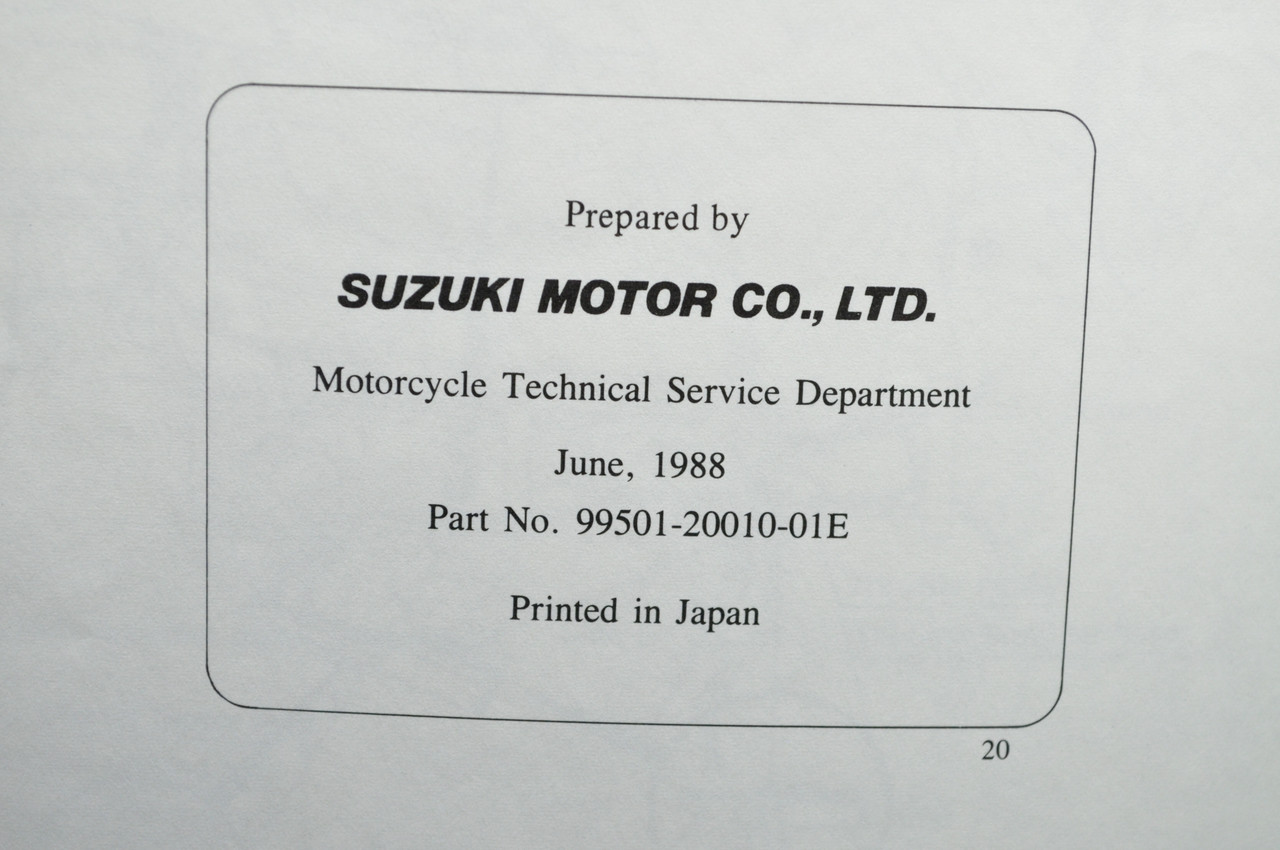 Prepared by
SUZUKI MOTOR CO., LTD.
Motorcycle Technical Service Department
June, 1988
Part No. 99501-20010-01E
Printed in Japan
20